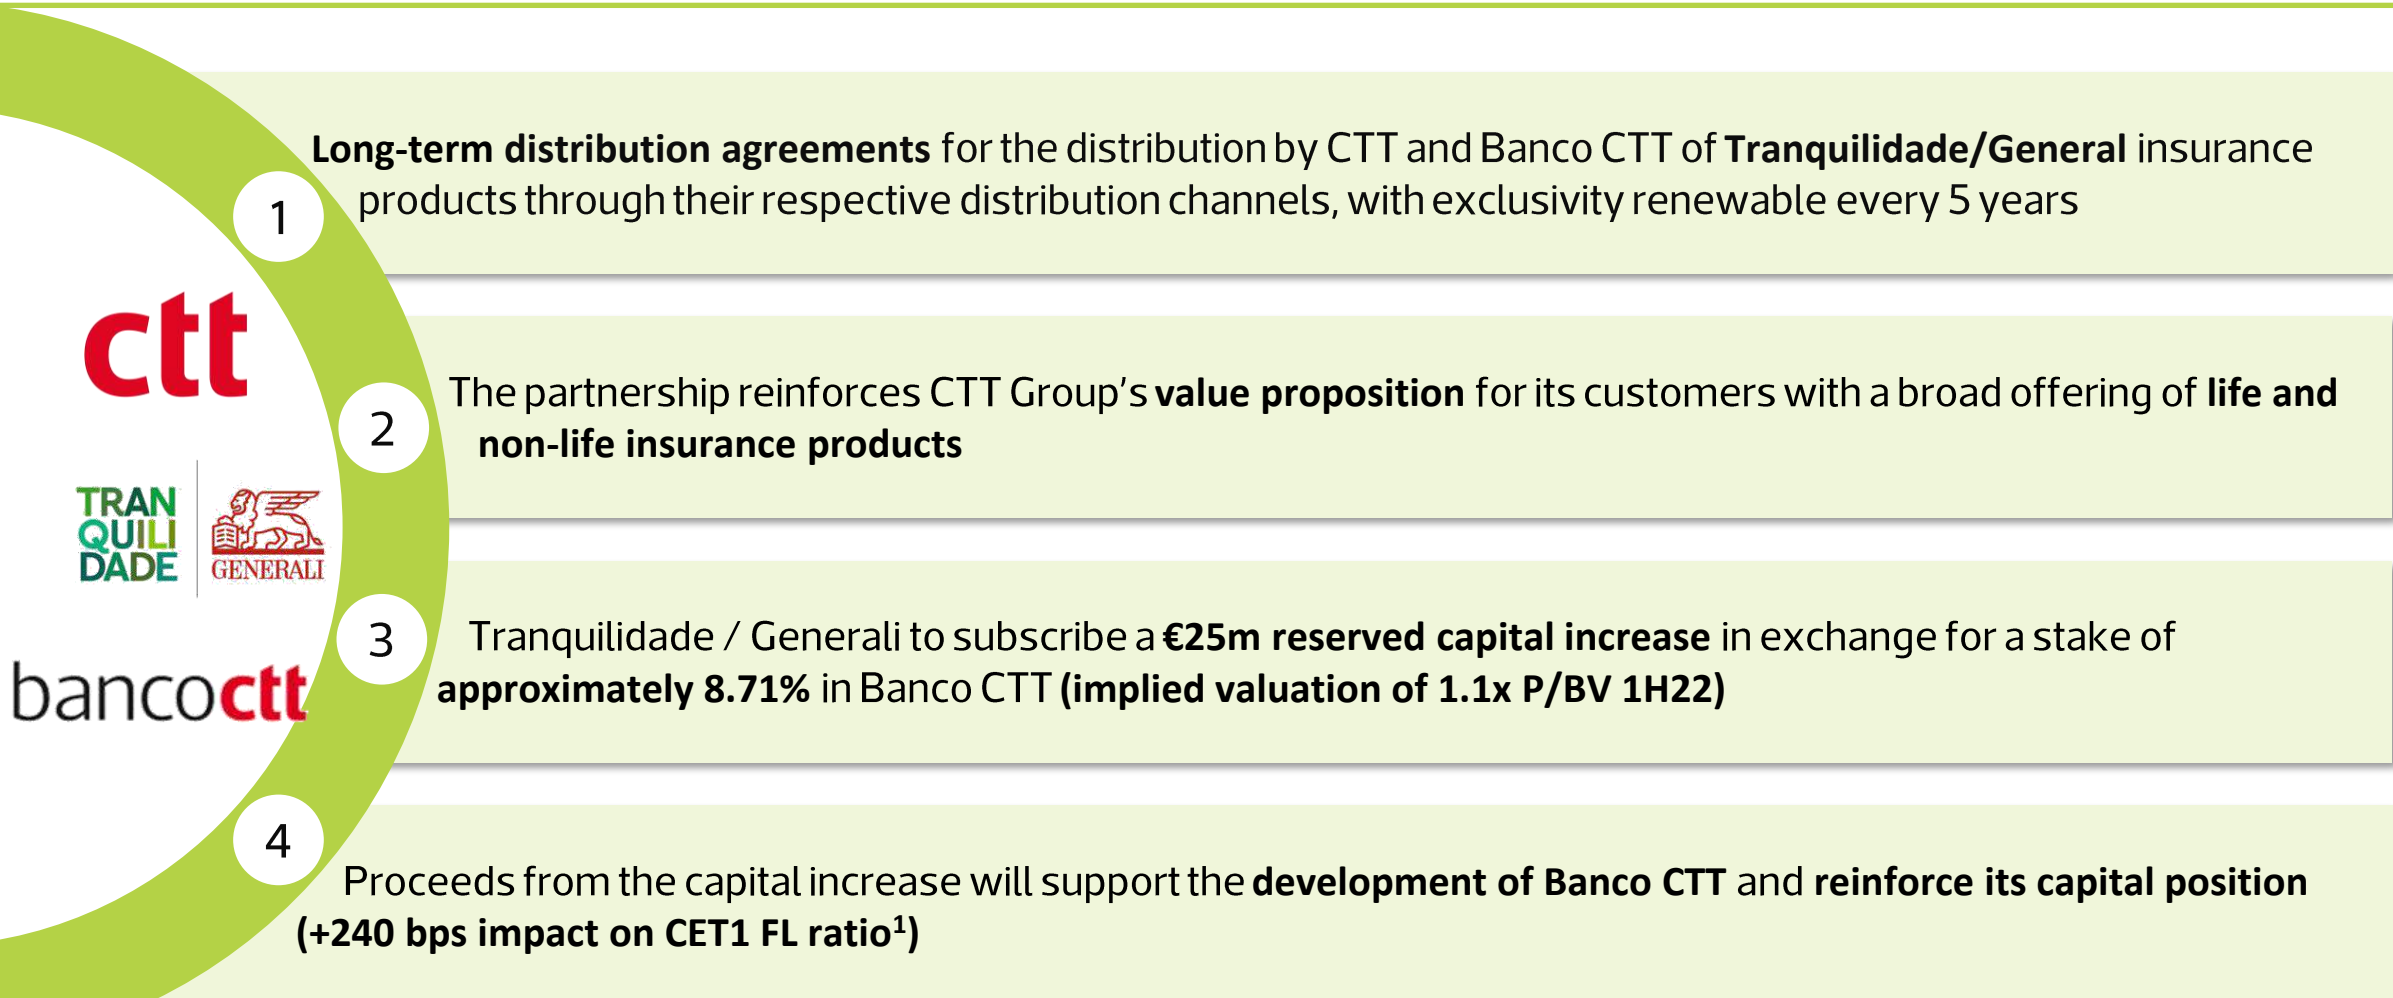 Long-term distribution agreements for the distribution by CTT and Banco CTT of Tranquilidade/General insurance
products through their respective distribution channels, with exclusivity renewable every 5 years
1
ctt
The partnership reinforces CTT Group’s value proposition for its customers with a broad offering of life and
non-life insurance products
2
TRAN
QUILI
DADE
GENERALI
Tranquilidade / Generali to subscribe a €25m reserved capital increase in exchange for a stake of
approximately 8.71% in Banco CTT (implied valuation of 1.1x P/BV 1H22)
3
bancoctt
4
Proceeds from the capital increase will support the development of Banco CTT and reinforce its capital position
(+240 bps impact on CET1 FL ratio¹)